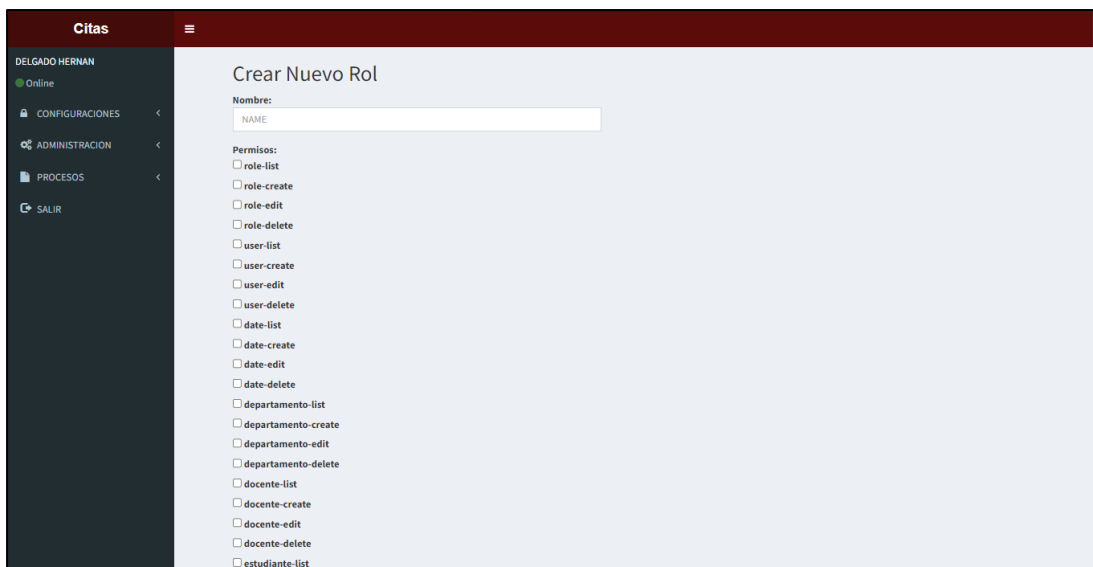 Citas
DELGADO HERNAN
Online
CONFIGURACIONES
ADMINISTRACION
PROCESOS
SALIR
Crear Nuevo Rol
Nombre:
NAME
Permisos:
role-list
role-create
role-edit
role-delete
user-list
user-create
user-edit
user-delete
date-list
date-create
date-edit
date-delete
departamento-list
departamento-create
departamento-edit
departamento-delete
docente-list
docente-create
docente-edit
docente-delete
estudiante-list